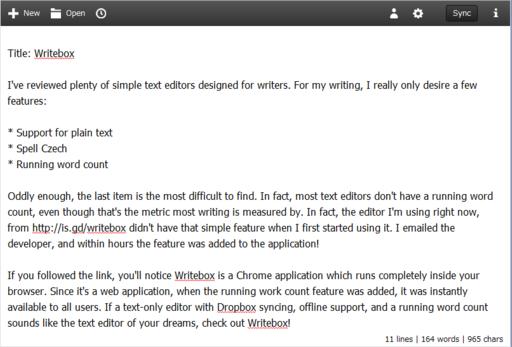 New Open Sync
Title: Writebox
I've reviewed plenty of simple text editors designed for writers. For my writing, I really only desire a few
features:
* Support for plain text
* Spell Czech
* Running word count
Oddly enough, the last item is the most difficult to find. In fact, most text editors don't have a running word
count, even though that's the metric most writing is measured by. In fact, the editor I'm using right now,
from http://is.gd/writebox didn't have that simple feature when I first started using it. I emailed the
developer, and within hours the feature was added to the application!
If you followed the link, you'll notice Writebox is a Chrome application which runs completely inside your
browser. Since it's a web application, when the running work count feature was added, it was instantly
available to all users. If a text-only editor with Dropbox syncing, offline support, and a running word count
sounds like the text editor of your dreams, check out Writebox!
11 lines | 164 words | 965 chars